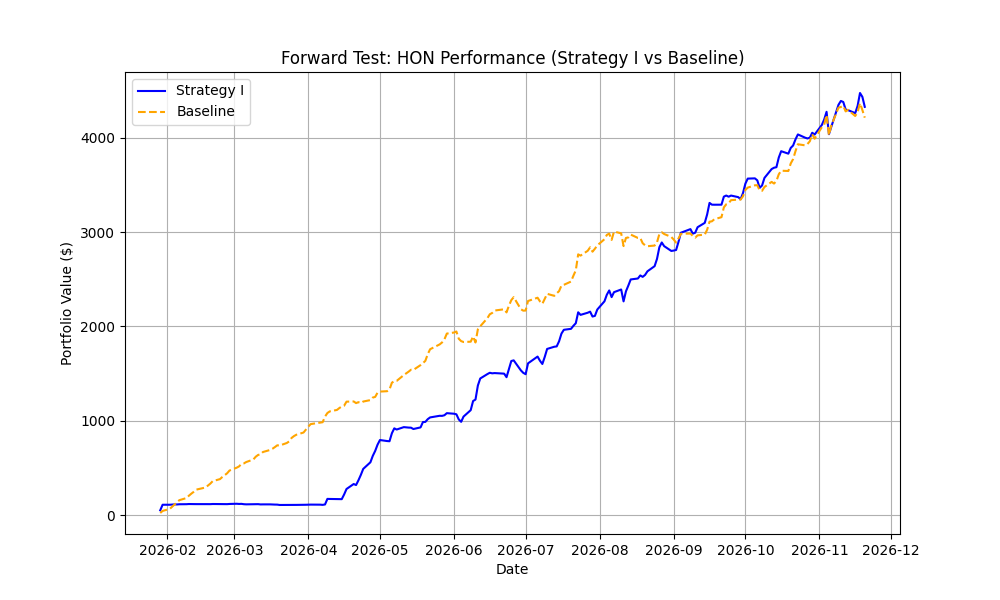 Forward Test: HON Performance (Strategy I vs Baseline)
Strategy I
Baseline
Portfolio Value ($)
4000
3000
2000
1000
0
2026-02 2026-03 2026-04 2026-05 2026-06 2026-07 2026-08 2026-09 2026-10 2026-11 2026-12
Date